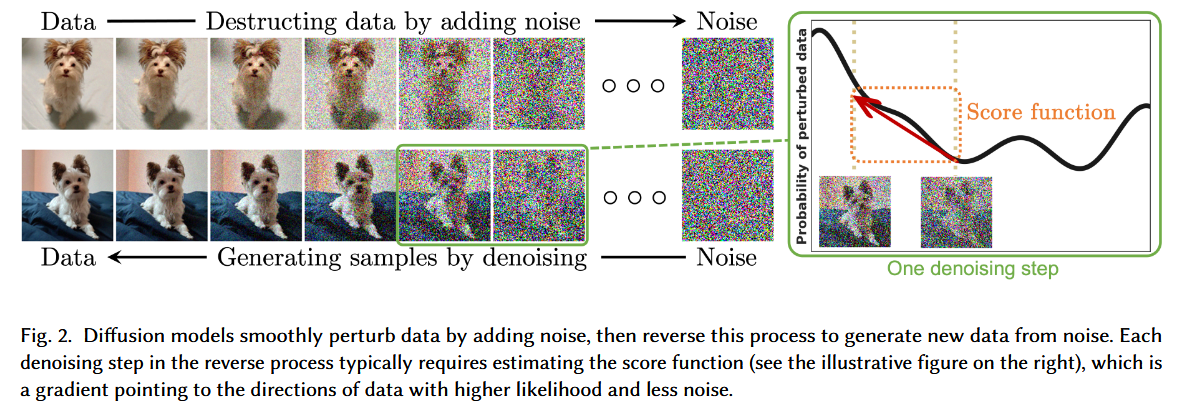 Data
Destructing data by adding noise
Noise
Data
Generating samples by denoising
Noise
Probability of perturbed data
Score function
One denoising step
Fig. 2. Diffusion models smoothly perturb data by adding noise, then reverse this process to generate new data from noise. Each
denoising step in the reverse process typically requires estimating the score function (see the illustrative figure on the right), which is
a gradient pointing to the directions of data with higher likelihood and less noise.